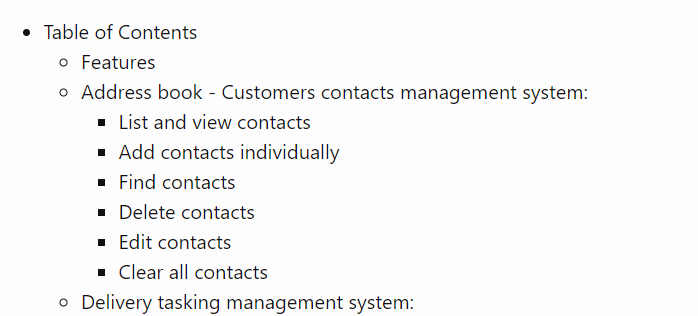 Table of Contents
Features
Address book - Customers contacts management system:
List and view contacts
Add contacts individually
Find contacts
Delete contacts
Edit contacts
Clear all contacts
Delivery tasking management system: